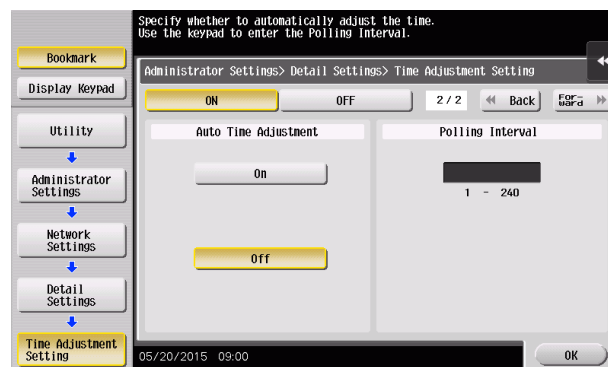 Specify whether to automatically adjust the time.
Use the keypad to enter the Polling Interval.
Bookmark
Display Keypad
Utility
Administrator
Settings
Network
Settings
Detail
Settings
Time Adjustment
Setting
Administrator Settings> Detail Settings> Time Adjustment Setting
ON OFF 2/2 Back For-
ward
Auto Time Adjustment Polling Interval
On
1 - 240
Off
05/20/2015 09:00 OK